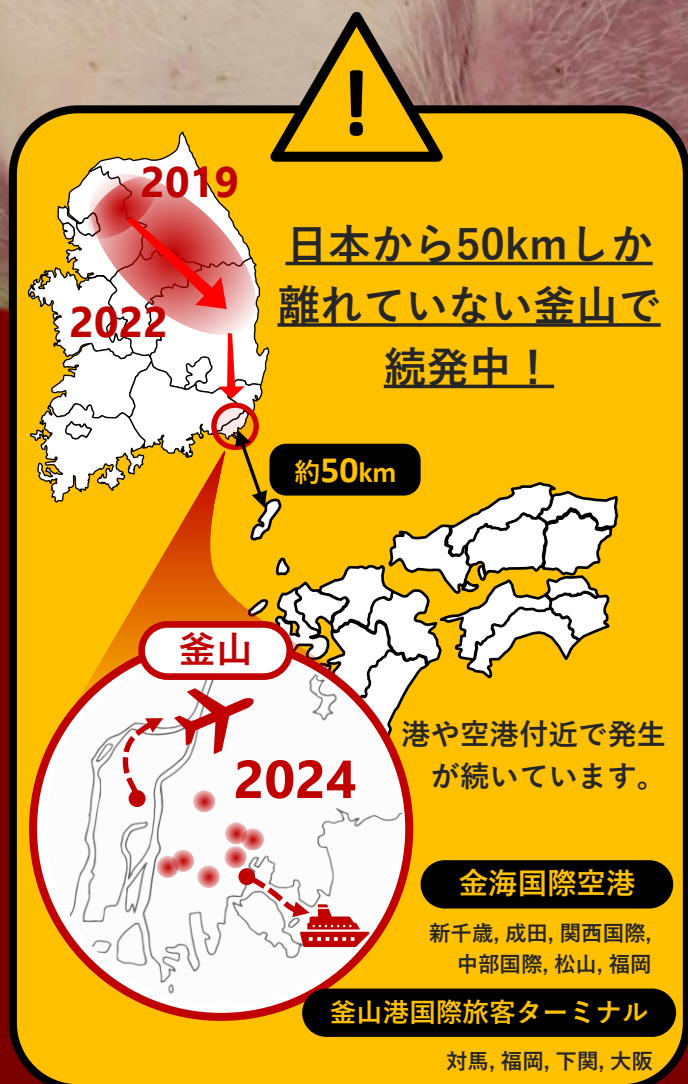 !
2019
日本から50kmしか
離れていない釜山で
続発中！
2022
約50km
釜山
2024
港や空港付近で発生
が続いています。
金海国際空港
新千歳, 成田, 関西国際,
中部国際, 松山, 福岡
釜山港国際旅客ターミナル
対馬, 福岡, 下関, 大阪